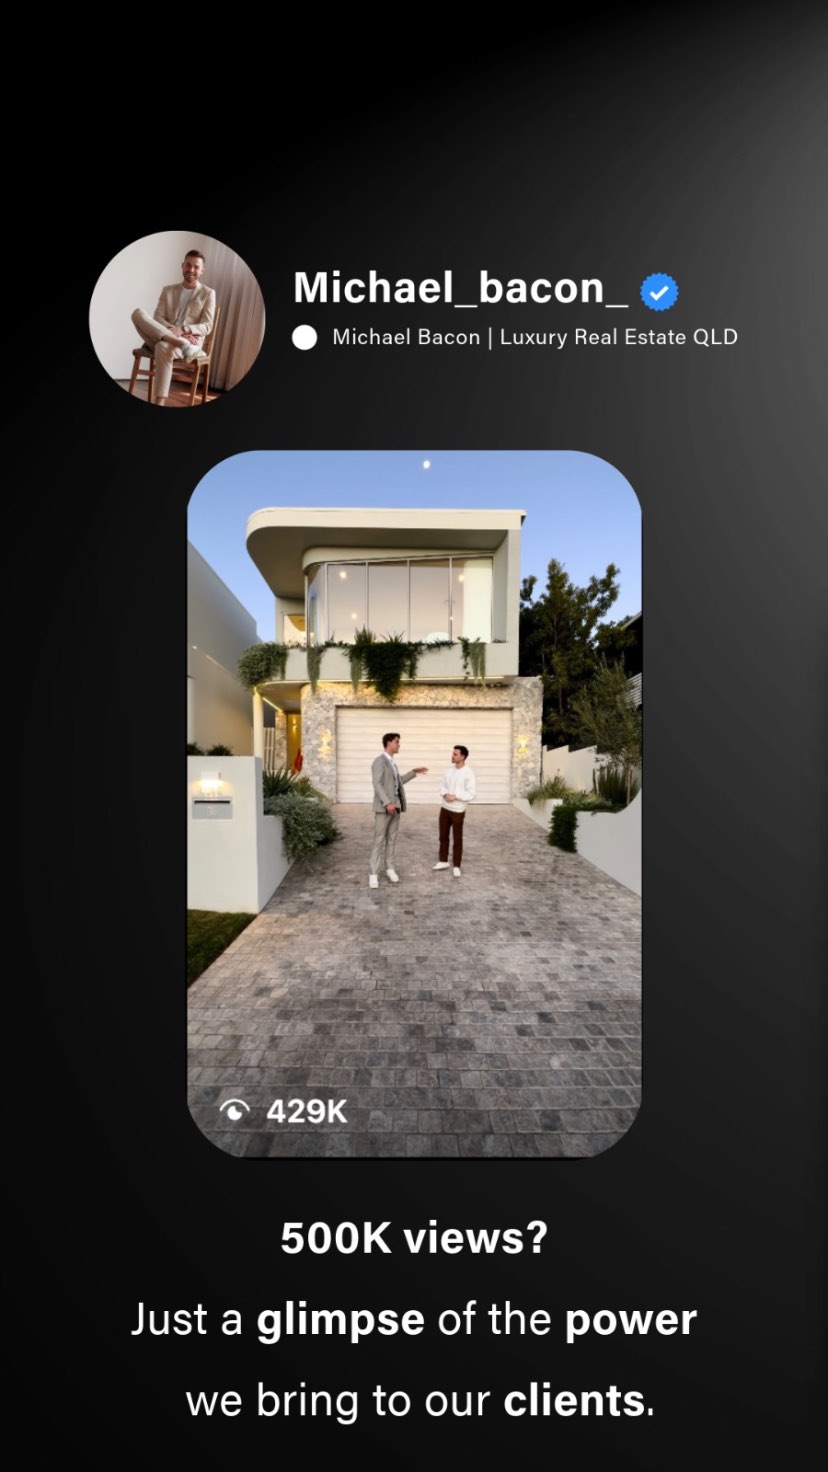 Michael_bacon_
Michael Bacon | Luxury Real Estate QLD
429K
500K views?
Just a glimpse of the power
we bring to our clients.